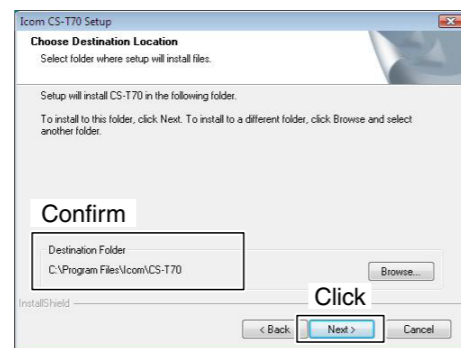 Icom CS-T70 Setup
Choose Destination Location
Select folder where setup will install files.
Setup will install CS-T70 in the following folder.
To install to this folder, click Next. To install to a different folder, click Browse and select
another folder.
Confirm
Destination Folder
C:\Program Files\Icom\CS-T70
Browse...
Click
InstallShield
< Back
Next >
Cancel